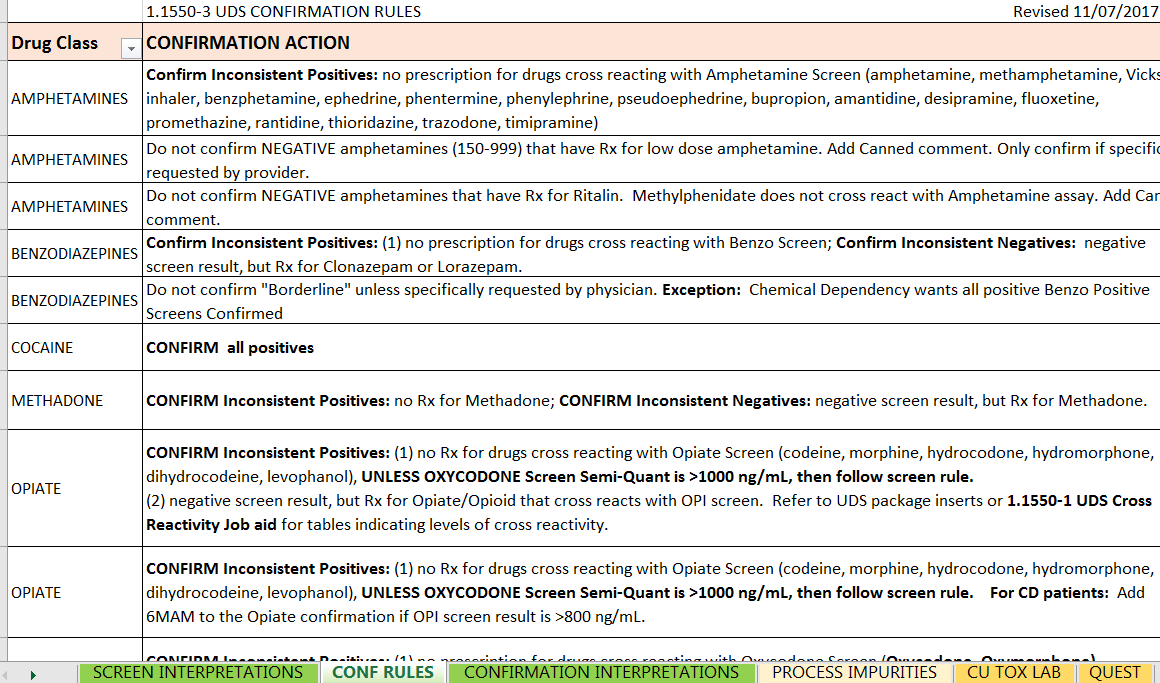 1.1550-3 UDS CONFIRMATION RULES Revised 11/07/2017
Drug Class CONFIRMATION ACTION
AMPHETAMINES
Confirm Inconsistent Positives: no prescription for drugs cross reacting with Amphetamine Screen (amphetamine, methamphetamine, Vicks
inhaler, benzphetamine, ephedrine, phentermine, phenylephrine, pseudoephedrine, bupropion, amantidine, desipramine, fluoxetine,
promethazine, rantidine, thioridazine, trazodone, timipramine)
AMPHETAMINES
Do not confirm NEGATIVE amphetamines (150-999) that have Rx for low dose amphetamine. Add Canned comment. Only confirm if specific
requested by provider.
AMPHETAMINES
Do not confirm NEGATIVE amphetamines that have Rx for Ritalin. Methylphenidate does not cross react with Amphetamine assay. Add Can
comment.
BENZODIAZEPINES
Confirm Inconsistent Positives: (1) no prescription for drugs cross reacting with Benzo Screen; Confirm Inconsistent Negatives: negative
screen result, but Rx for Clonazepam or Lorazepam.
BENZODIAZEPINES
Do not confirm "Borderline" unless specifically requested by physician. Exception: Chemical Dependency wants all positive Benzo Positive
Screens Confirmed
COCAINE
CONFIRM all positives
METHADONE
CONFIRM Inconsistent Positives: no Rx for Methadone; CONFIRM Inconsistent Negatives: negative screen result, but Rx for Methadone.
OPIATE
CONFIRM Inconsistent Positives: (1) no Rx for drugs cross reacting with Opiate Screen (codeine, morphine, hydrocodone, hydromorphone,
dihydrocodeine, levophanol), UNLESS OXYCODONE Screen Semi-Quant is >1000 ng/mL, then follow screen rule.
(2) negative screen result, but Rx for Opiate/Opioid that cross reacts with OPI screen. Refer to UDS package inserts or 1.1550-1 UDS Cross
Reactivity Job aid for tables indicating levels of cross reactivity.
OPIATE
CONFIRM Inconsistent Positives: (1) no Rx for drugs cross reacting with Opiate Screen (codeine, morphine, hydrocodone, hydromorphone,
dihydrocodeine, levophanol), UNLESS OXYCODONE Screen Semi-Quant is >1000 ng/mL, then follow screen rule. For CD patients: Add
6MAM to the Opiate confirmation if OPI screen result is >800 ng/mL.
CONFIRM Inconsistent Positives: (1) no prescription for drugs cross reacting with Oxycodone Screen (Oxycodone, Oxymorphone)
SCREEN INTERPRETATIONS CONF RULES CONFIRMATION INTERPRETATIONS PROCESS IMPURITIES CU TOX LAB QUEST